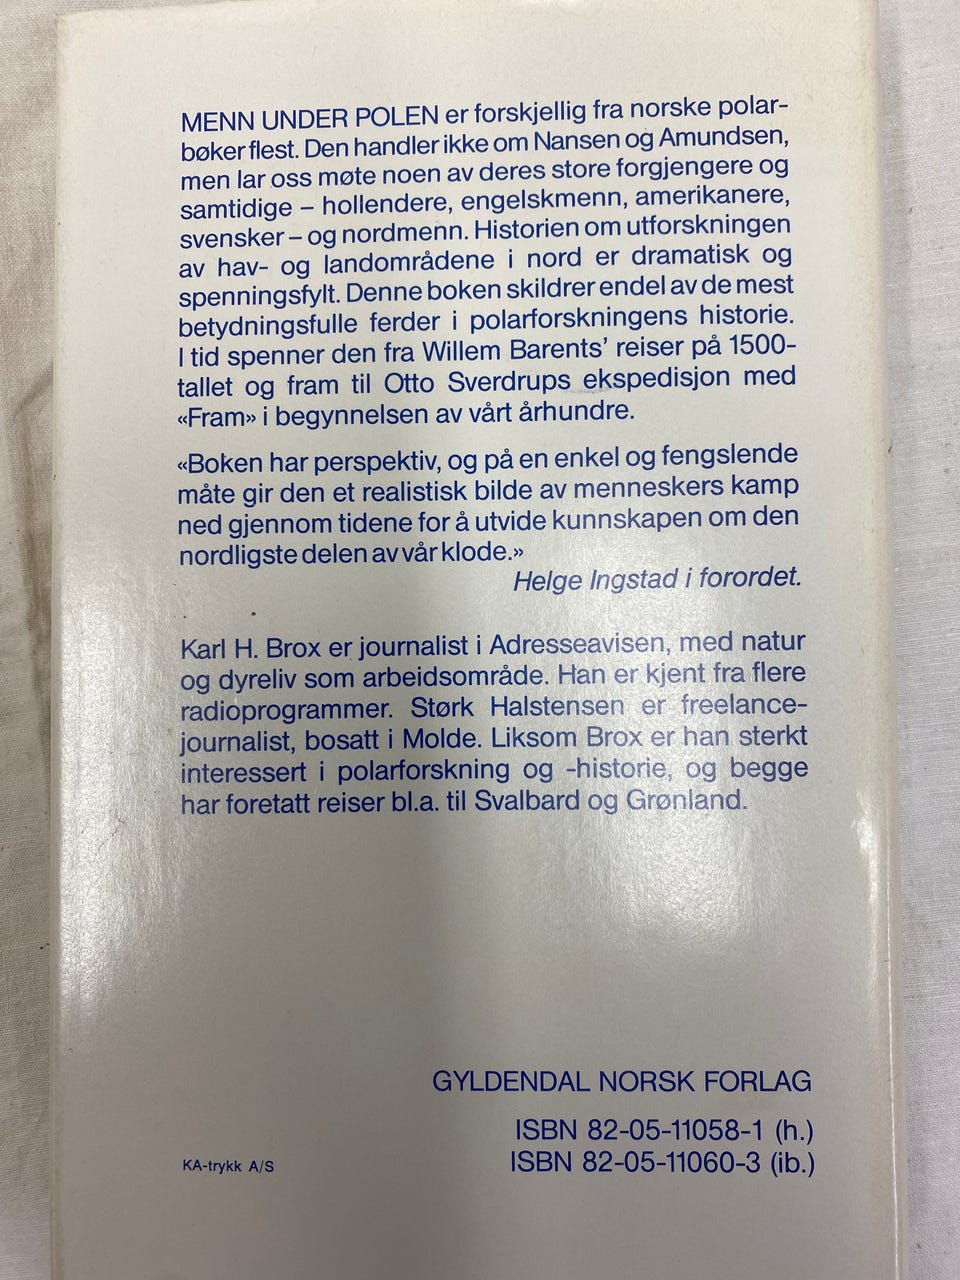 MENN UNDER POLEN er forskjellig fra norske polar-
bøker flest. Den handler ikke om Nansen og Amundsen,
men lar oss møte noen av deres store forgjengere og
samtidige – hollendere, engelskmenn, amerikanere,
svensker – og nordmenn. Historien om utforskningen
av hav- og landområdene i nord er dramatisk og
spenningsfylt. Denne boken skildrer endel av de mest
betydningsfulle ferder i polarforskningens historie.
I tid spenner den fra Willem Barents’ reiser på 1500-
tallet og fram til Otto Sverdrups ekspedisjon med
«Fram» i begynnelsen av vårt århundre.
«Boken har perspektiv, og på en enkel og fengslende
måte gir den et realistisk bilde av menneskers kamp
ned gjennom tidene for å utvide kunnskapen om den
nordligste delen av vår klode.»
Helge Ingstad i forordet.
Karl H. Brox er journalist i Adresseavisen, med natur
og dyreliv som arbeidsområde. Han er kjent fra flere
radioprogrammer. Størk Halstensen er freelance-
journalist, bosatt i Molde. Liksom Brox er han sterkt
interessert i polarforskning og -historie, og begge
har foretatt reiser bl.a. til Svalbard og Grønland.
GYLDENDAL NORSK FORLAG
ISBN 82-05-11058-1 (h.)
KA-trykk A/S ISBN 82-05-11060-3 (ib.)